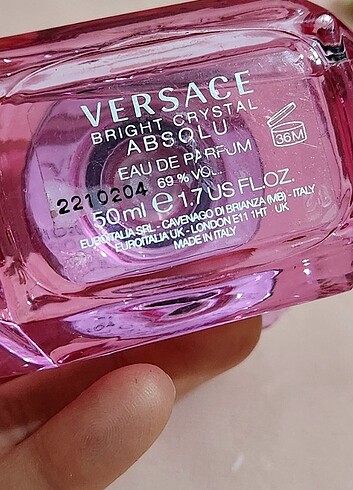 VERSACE
BRIGHT CRYSTAL
ABSOLU
EAU DE PARFUM
69 % VOL.
36M
2210204
50ml e 1.7 US FL.OZ.
EUROITALIA SRL - CAVENAGO DI BRIANZA (MB) - ITALY
EUROITALIA UK - LONDON E11 1HT UK
MADE IN ITALY